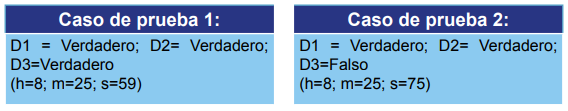 Caso de prueba 1:
D1 = Verdadero; D2= Verdadero;
D3=Verdadero
(h=8; m=25; s=59)
Caso de prueba 2:
D1 = Verdadero; D2= Verdadero;
D3=Falso
(h=8; m=25; s=75)